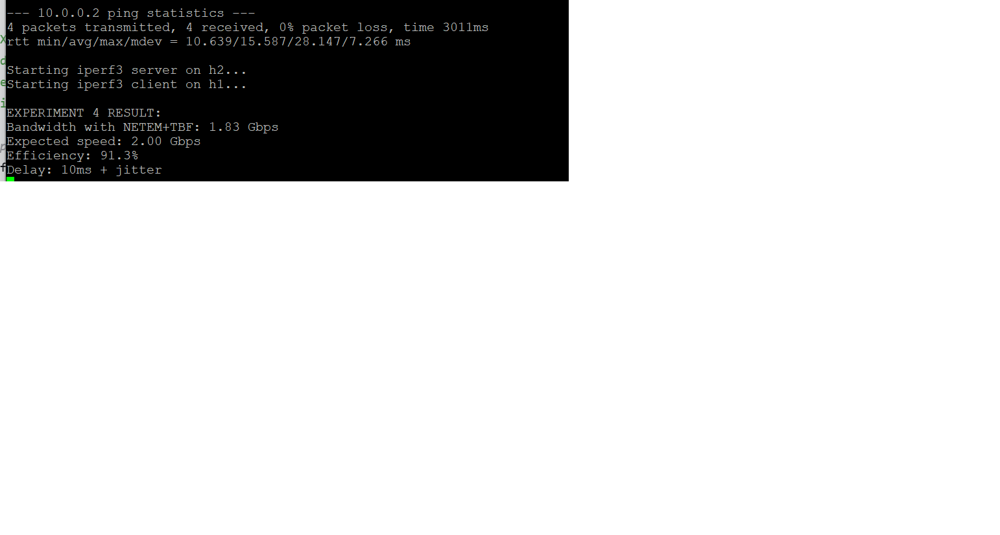 --- 10.0.0.2 ping statistics ---
4 packets transmitted, 4 received, 0% packet loss, time 3011ms
rtt min/avg/max/mdev = 10.639/15.587/28.147/7.266 ms
Starting iperf3 server on h2...
Starting iperf3 client on h1...
EXPERIMENT 4 RESULT:
Bandwidth with NETEM+TBF: 1.83 Gbps
Expected speed: 2.00 Gbps
Efficiency: 91.3%
Delay: 10ms + jitter